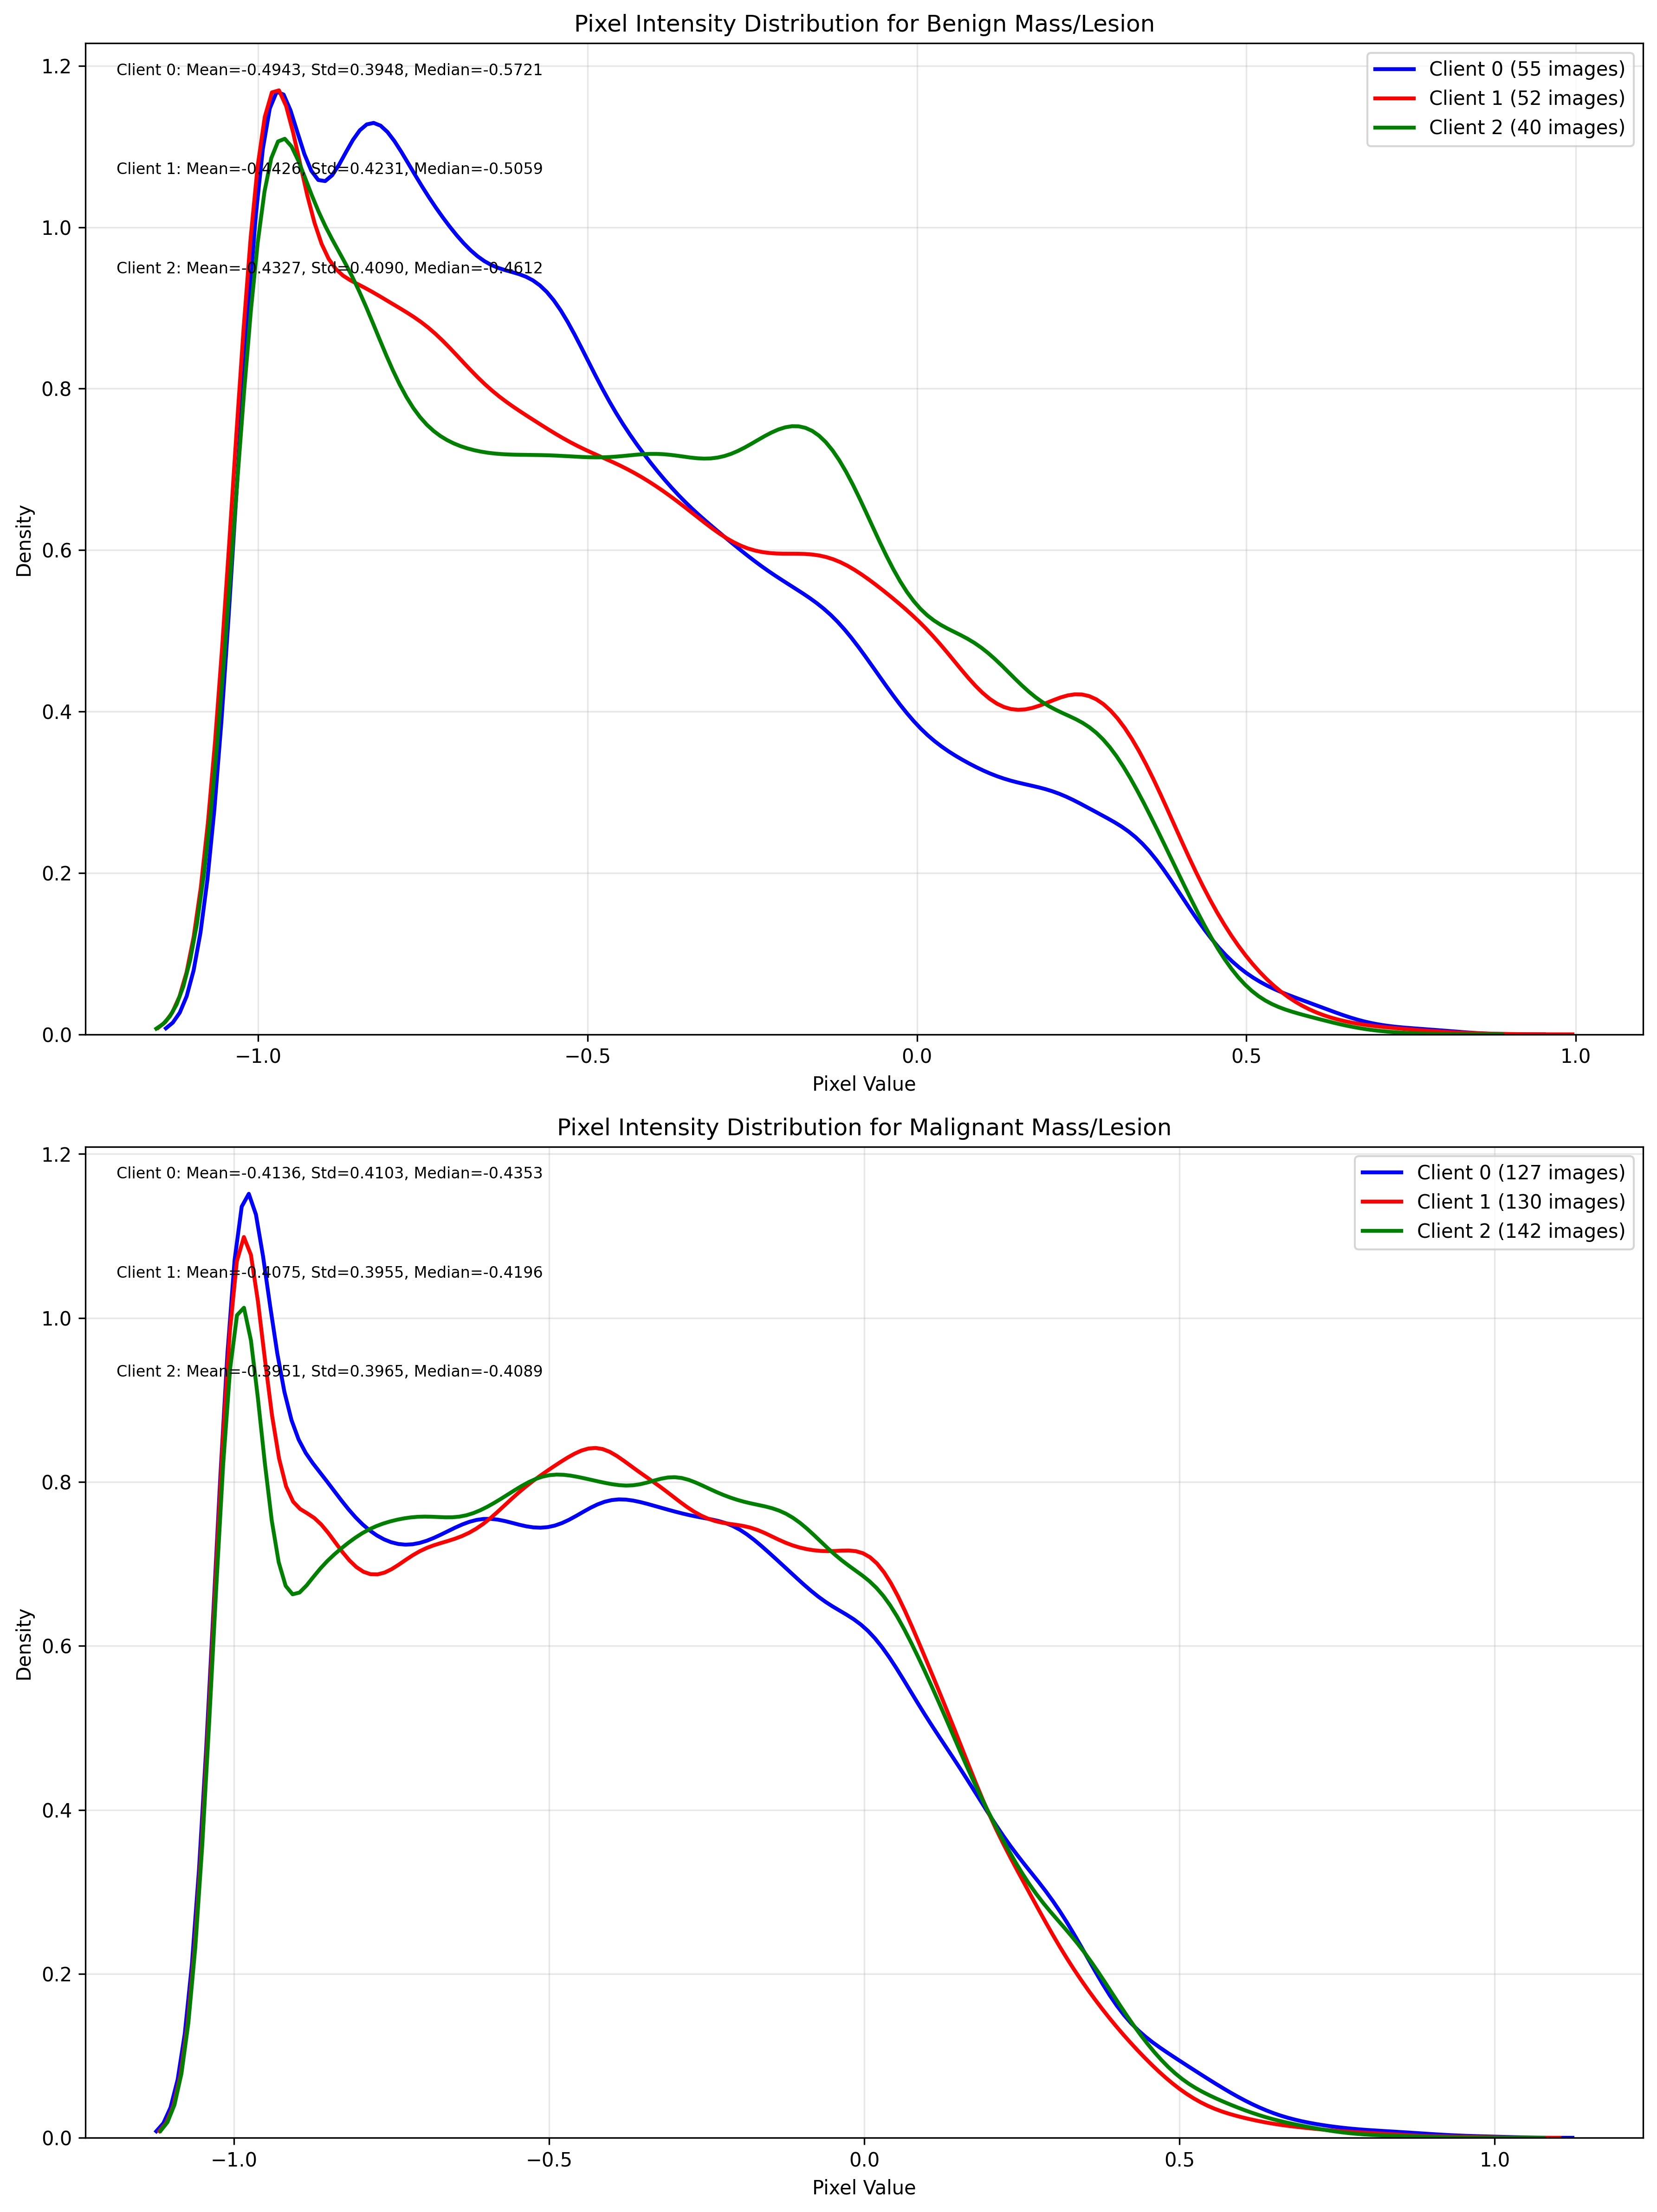 Pixel Intensity Distribution for Benign Mass/Lesion
Client 0: Mean=-0.4943, Std=0.3948, Median=-0.5721
Client 1: Mean=-0.4426, Std=0.4231, Median=-0.5059
Client 2: Mean=-0.4327, Std=0.4090, Median=-0.4612
Client 0 (55 images)
Client 1 (52 images)
Client 2 (40 images)
Density
1.2
1.0
0.8
0.6
0.4
0.2
0.0
−1.0
−0.5
0.0
0.5
1.0
Pixel Value
Pixel Intensity Distribution for Malignant Mass/Lesion
Client 0: Mean=-0.4136, Std=0.4103, Median=-0.4353
Client 1: Mean=-0.4075, Std=0.3955, Median=-0.4196
Client 2: Mean=-0.3951, Std=0.3965, Median=-0.4089
Client 0 (127 images)
Client 1 (130 images)
Client 2 (142 images)
Density
1.2
1.0
0.8
0.6
0.4
0.2
0.0
−1.0
−0.5
0.0
0.5
1.0
Pixel Value